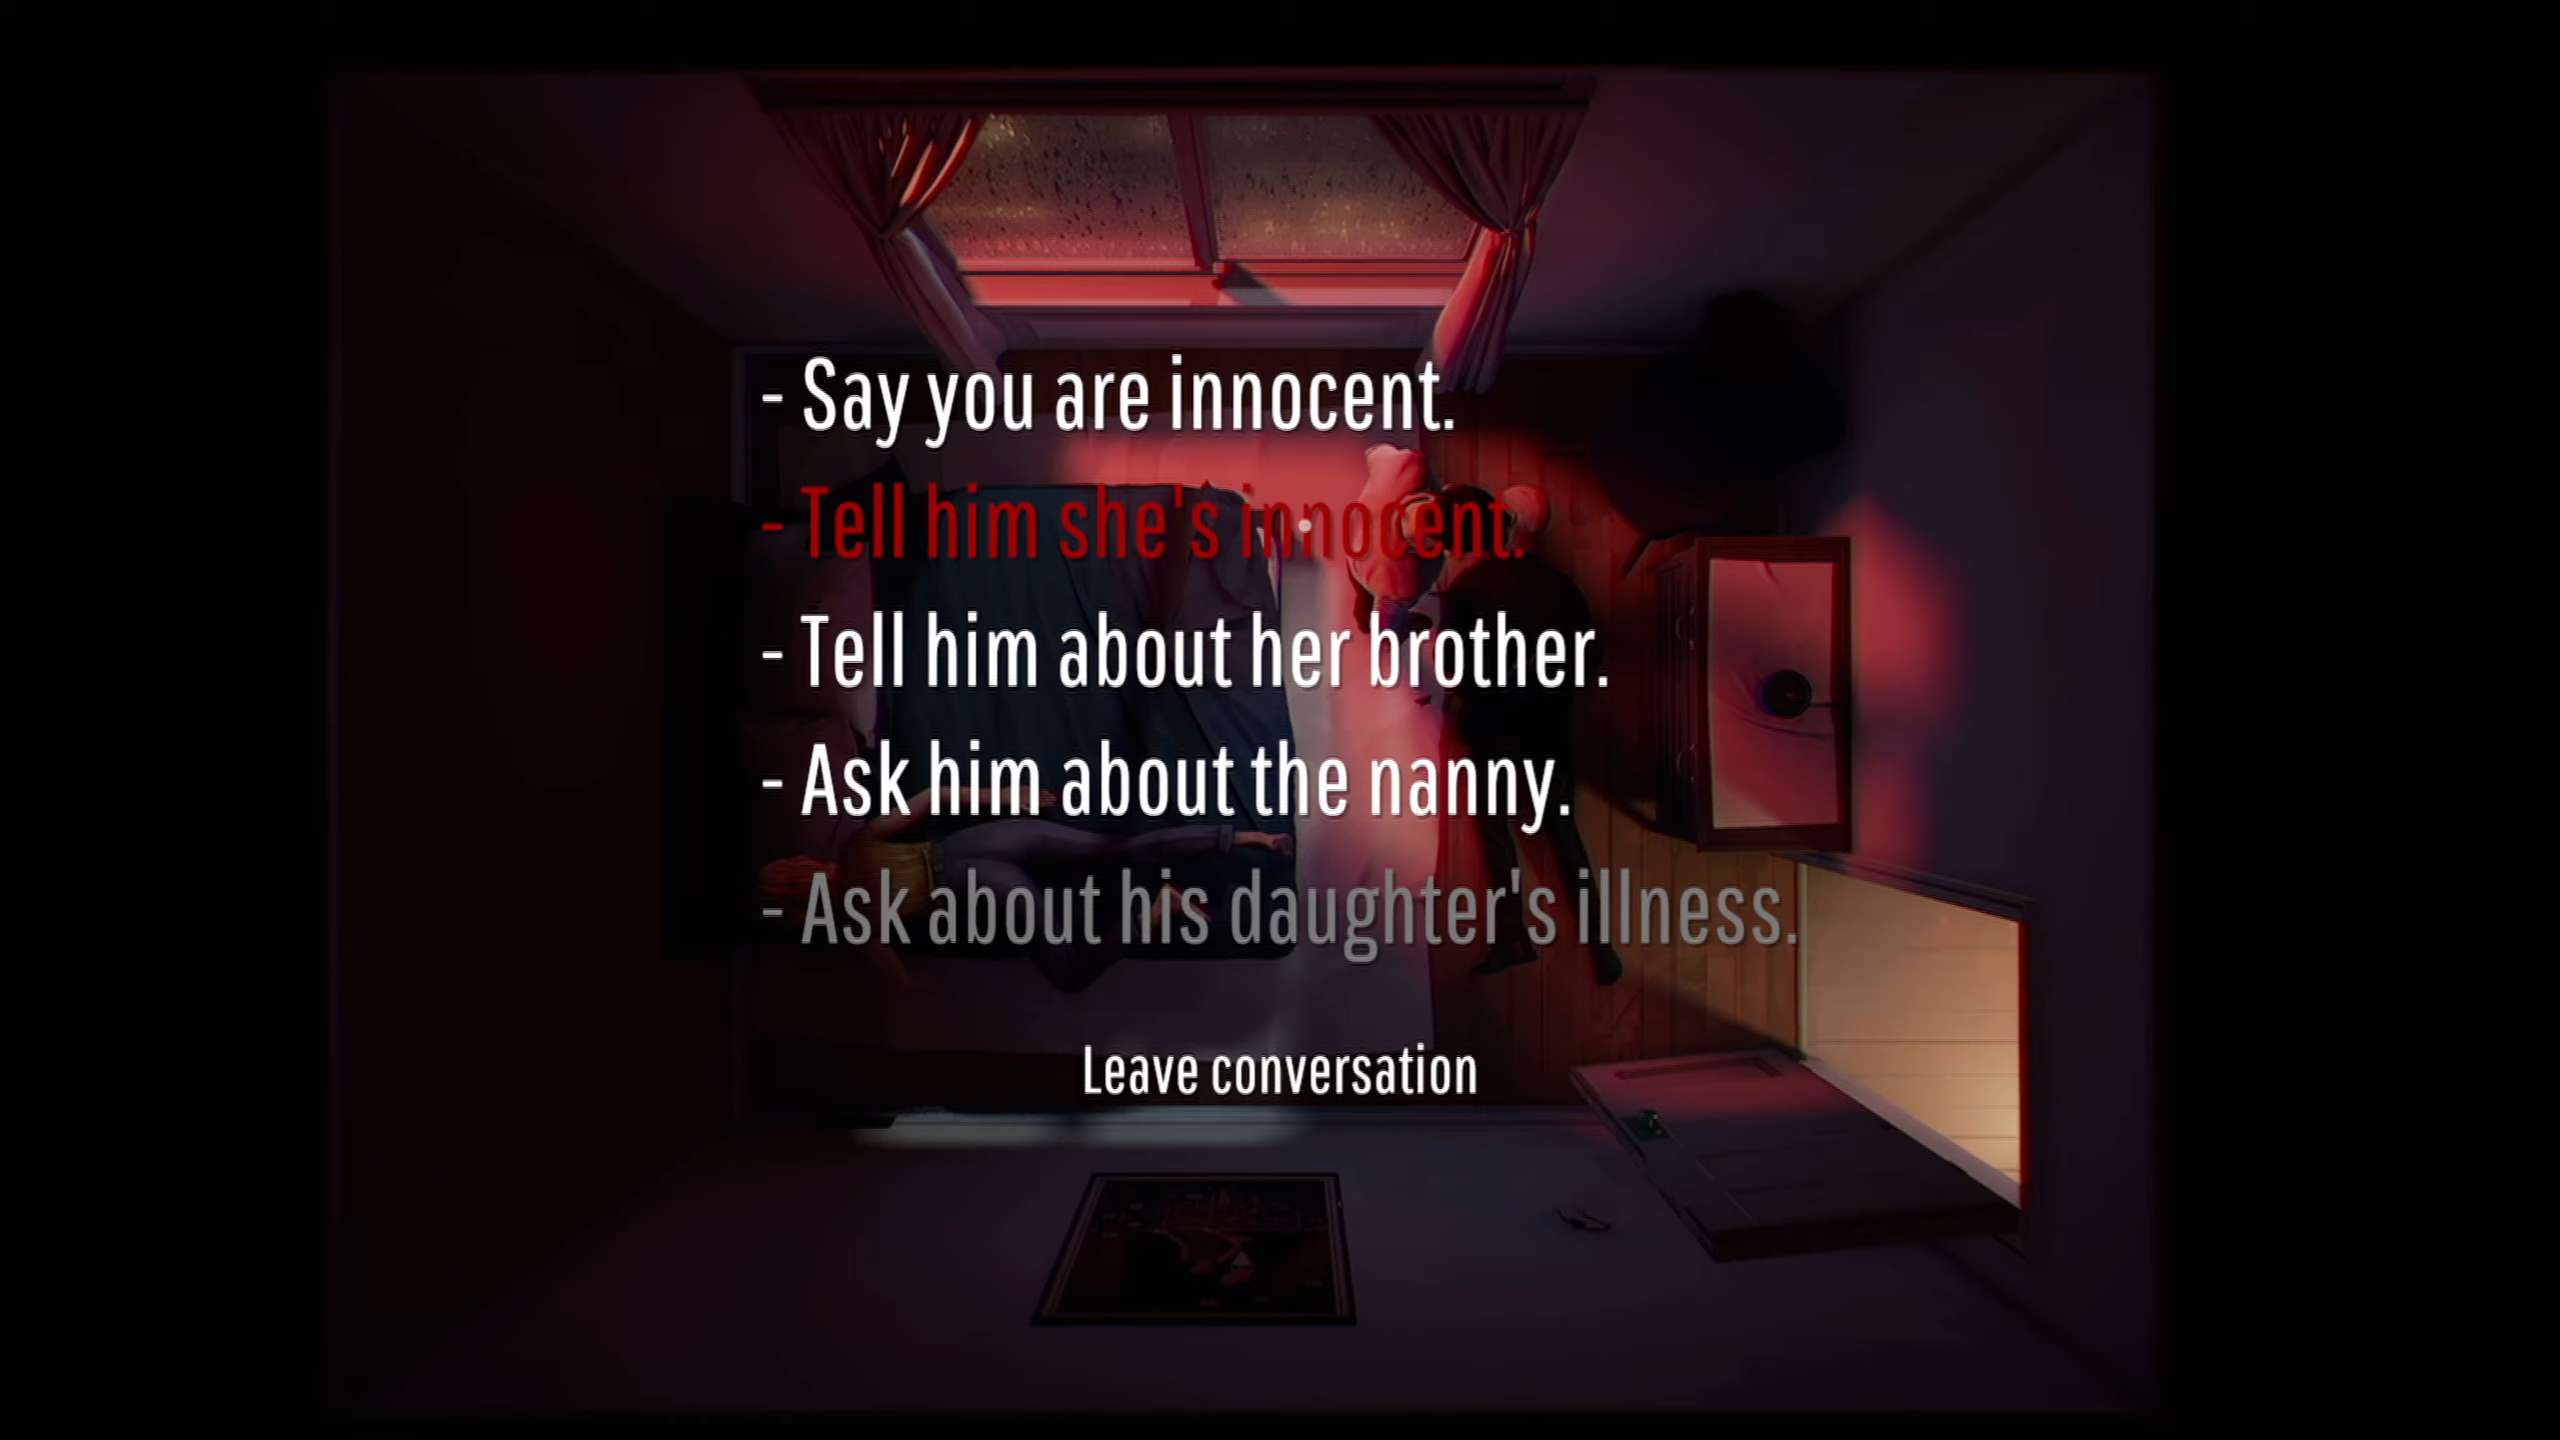 - Say you are innocent.
- Tell him she's innocent.
- Tell him about her brother.
- Ask him about the nanny.
- Ask about his daughter's illness.
Leave conversation